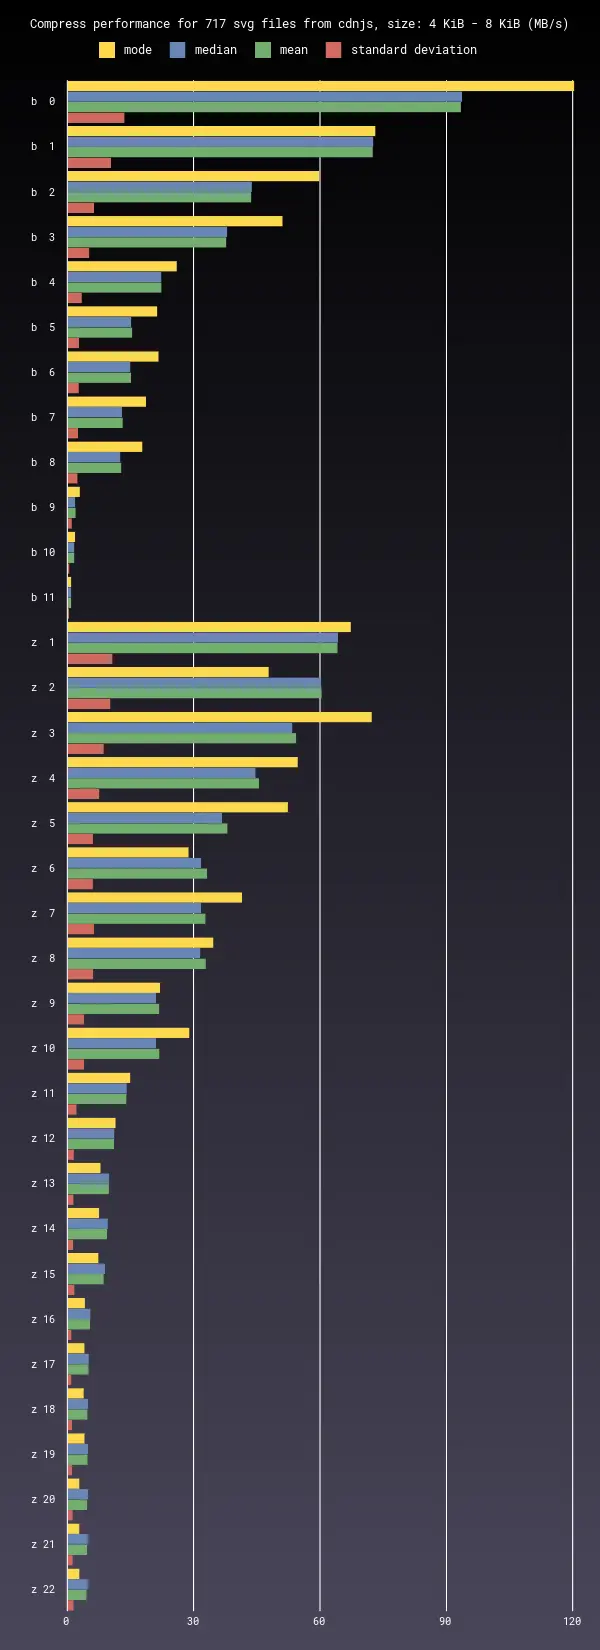 Compress performance for 717 svg files from cdnjs, size: 4 KiB - 8 KiB (MB/s)
mode median mean standard deviation
b 0
b 1
b 2
b 3
b 4
b 5
b 6
b 7
b 8
b 9
b 10
b 11
z 1
z 2
z 3
z 4
z 5
z 6
z 7
z 8
z 9
z 10
z 11
z 12
z 13
z 14
z 15
z 16
z 17
z 18
z 19
z 20
z 21
z 22
0 30 60 90 120